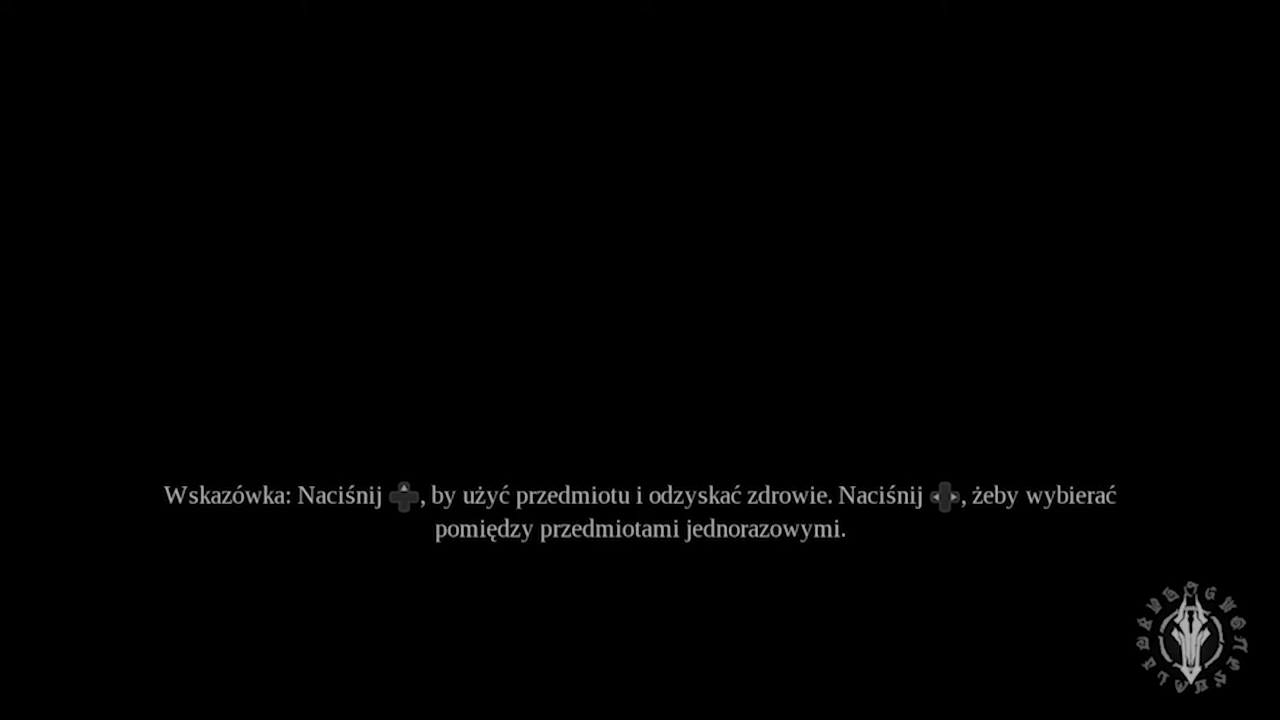 Wskazówka: Naciśnij , by użyć przedmiotu i odzyskać zdrowie. Naciśnij , żeby wybierać
pomiędzy przedmiotami jednorazowymi.